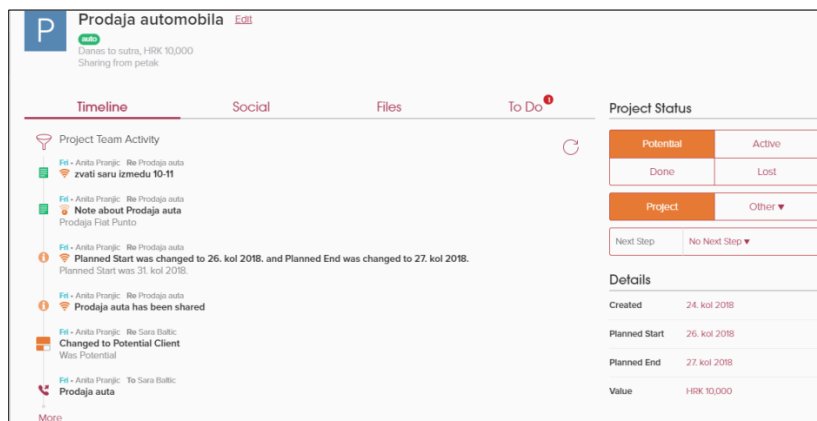 P
Prodaja automobila Edit
auto
Danas to sutra, HRK 10,000
Sharing from petak
Timeline Social Files To Do 1
Project Team Activity
Fri • Anita Pranjic Re Prodaja auta
zvati saru izmedu 10-11
Fri • Anita Pranjic Re Prodaja auta
Note about Prodaja auta
Prodaja Fiat Punto
Fri • Anita Pranjic Re Prodaja auta
Planned Start was changed to 26. kol 2018. and Planned End was changed to 27. kol 2018.
Planned Start was 31. kol 2018.
Fri • Anita Pranjic Re Prodaja auta
Prodaja auta has been shared
Fri • Anita Pranjic Re Sara Baltic
Changed to Potential Client
Was Potential
Fri • Anita Pranjic To Sara Baltic
Prodaja auta
More
Project Status
Potential Active
Done Lost
Project Other ▼
Next Step No Next Step ▼
Details
Created 24. kol 2018
Planned Start 26. kol 2018
Planned End 27. kol 2018
Value HRK 10,000